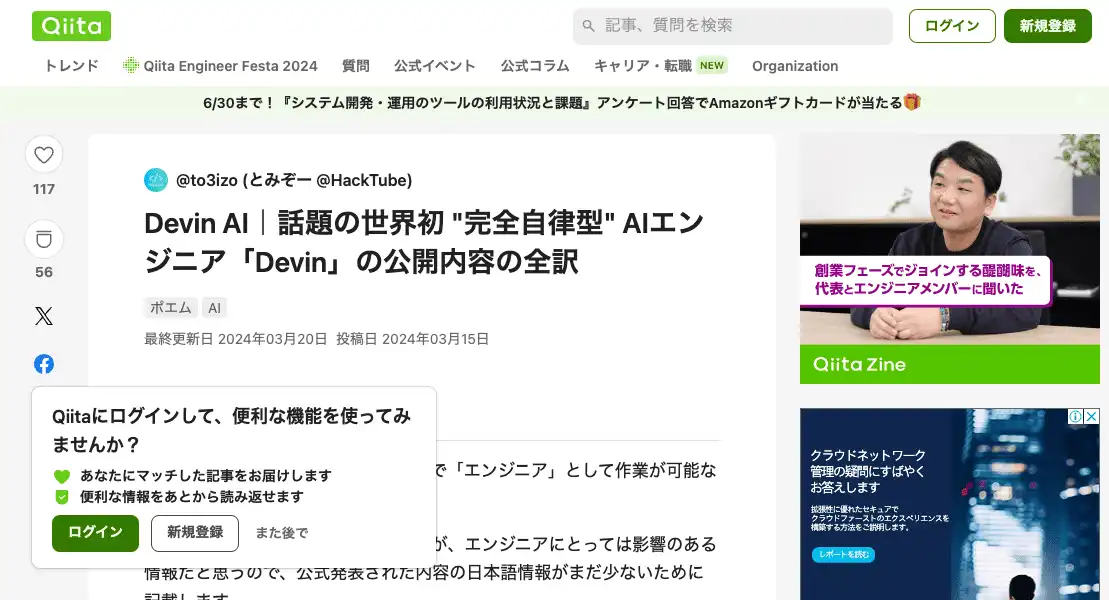 Qiita
記事、質問を検索
ログイン
新規登録
トレンド
Qiita Engineer Festa 2024
質問
公式イベント
公式コラム
キャリア・転職 NEW
Organization
6/30まで！『システム開発・運用のツールの利用状況と課題』アンケート回答でAmazonギフトカードが当たる🎁
117
56
@to3izo (とみぞー @HackTube)
Devin AI｜話題の世界初 "完全自律型" AIエン
ジニア「Devin」の公開内容の全訳
ポエム AI
最終更新日 2024年03月20日 投稿日 2024年03月15日
で「エンジニア」として作業が可能な
が、エンジニアにとっては影響のある
情報だと思うので、公式発表された内容の日本語情報がまだ少ないために
記載します
Qiitaにログインして、便利な機能を使ってみ
ませんか？
あなたにマッチした記事をお届けします
便利な情報をあとから読み返せます
ログイン
新規登録
また後で
創業フェーズでジョインする醍醐味を、
代表とエンジニアメンバーに聞いた
Qiita Zine
クラウドネットワーク
管理の疑問にすばやく
お答えします
拡張性に優れたセキュアで
クラウドファーストのエクスペリエンスを
構築する方法をご説明します。
レポートを読む